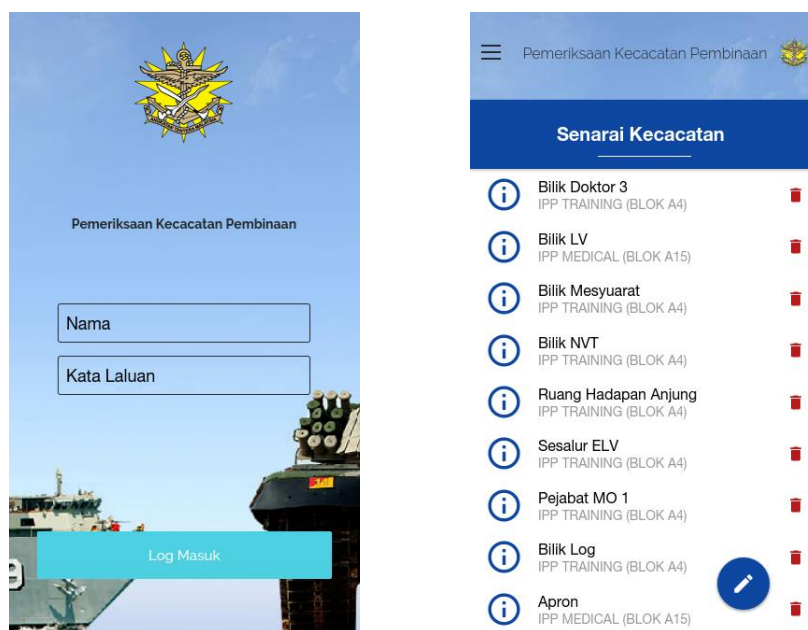 ANGKATAN TENTERA MALAYSIA
Pemeriksaan Kecacatan Pembinaan
Nama
Kata Laluan
Log Masuk
Pemeriksaan Kecacatan Pembinaan
Senarai Kecacatan
Bilik Doktor 3
IPP TRAINING (BLOK A4)
Bilik LV
IPP MEDICAL (BLOK A15)
Bilik Mesyuarat
IPP TRAINING (BLOK A4)
Bilik NVT
IPP TRAINING (BLOK A4)
Ruang Hadapan Anjung
IPP TRAINING (BLOK A4)
Sesalur ELV
IPP TRAINING (BLOK A4)
Pejabat MO 1
IPP TRAINING (BLOK A4)
Bilik Log
IPP TRAINING (BLOK A4)
Apron
IPP MEDICAL (BLOK A15)